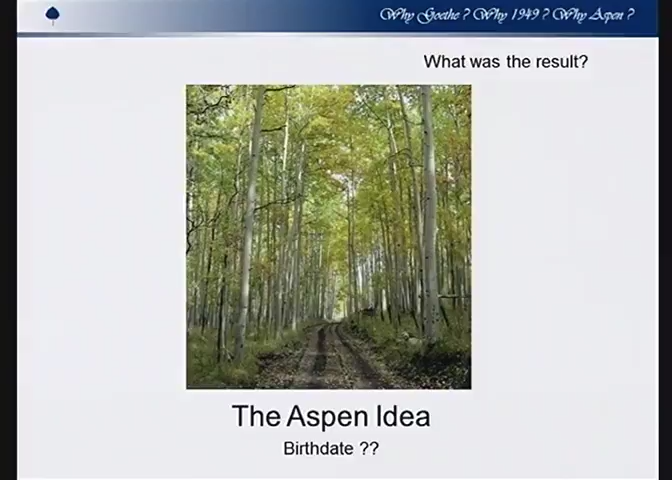 Why Goethe ? Why 1949 ? Why Aspen ?
What was the result?
The Aspen Idea
Birthdate ??